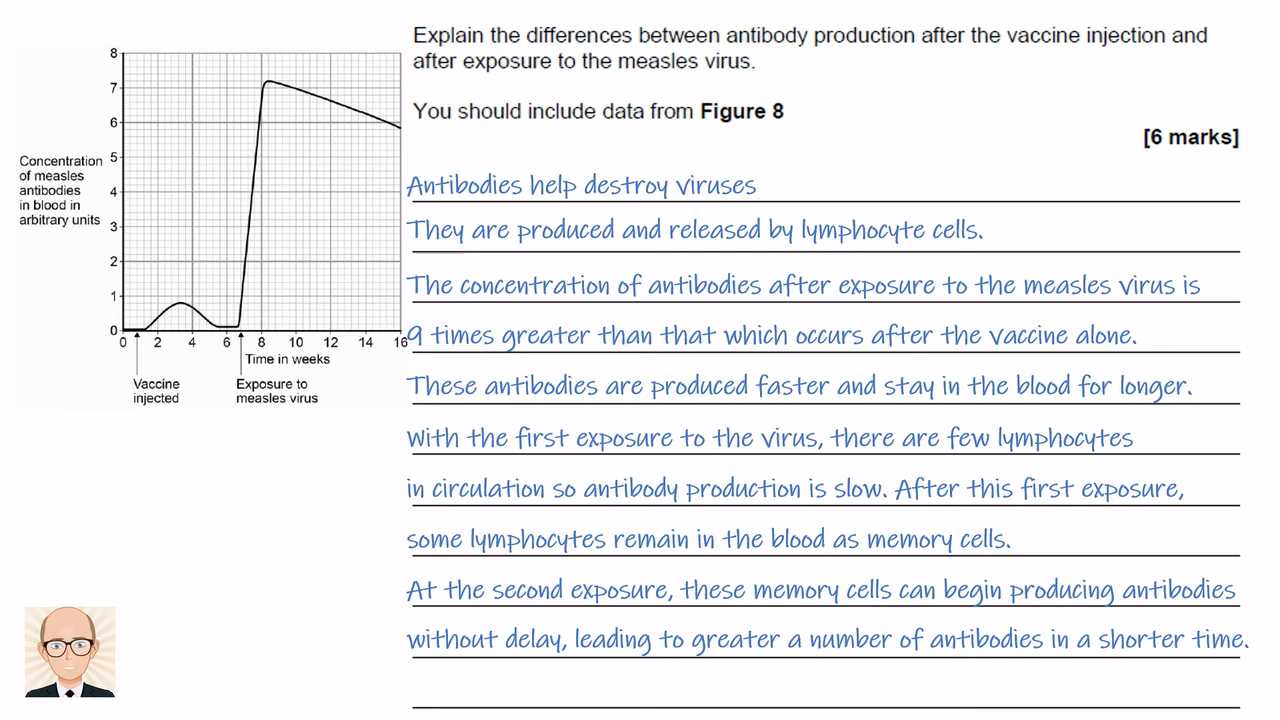 Explain the differences between antibody production after the vaccine injection and
after exposure to the measles virus.
You should include data from Figure 8
[6 marks]
8
7
6
5
4
3
2
1
0
Concentration
of measles
antibodies
in blood in
arbitrary units
0 2 4 6 8 10 12 14 16
Time in weeks
Vaccine
injected
Exposure to
measles virus
Antibodies help destroy viruses
They are produced and released by lymphocyte cells.
The concentration of antibodies after exposure to the measles virus is
9 times greater than that which occurs after the vaccine alone.
These antibodies are produced faster and stay in the blood for longer.
With the first exposure to the virus, there are few lymphocytes
in circulation so antibody production is slow. After this first exposure,
some lymphocytes remain in the blood as memory cells.
At the second exposure, these memory cells can begin producing antibodies
without delay, leading to greater a number of antibodies in a shorter time.